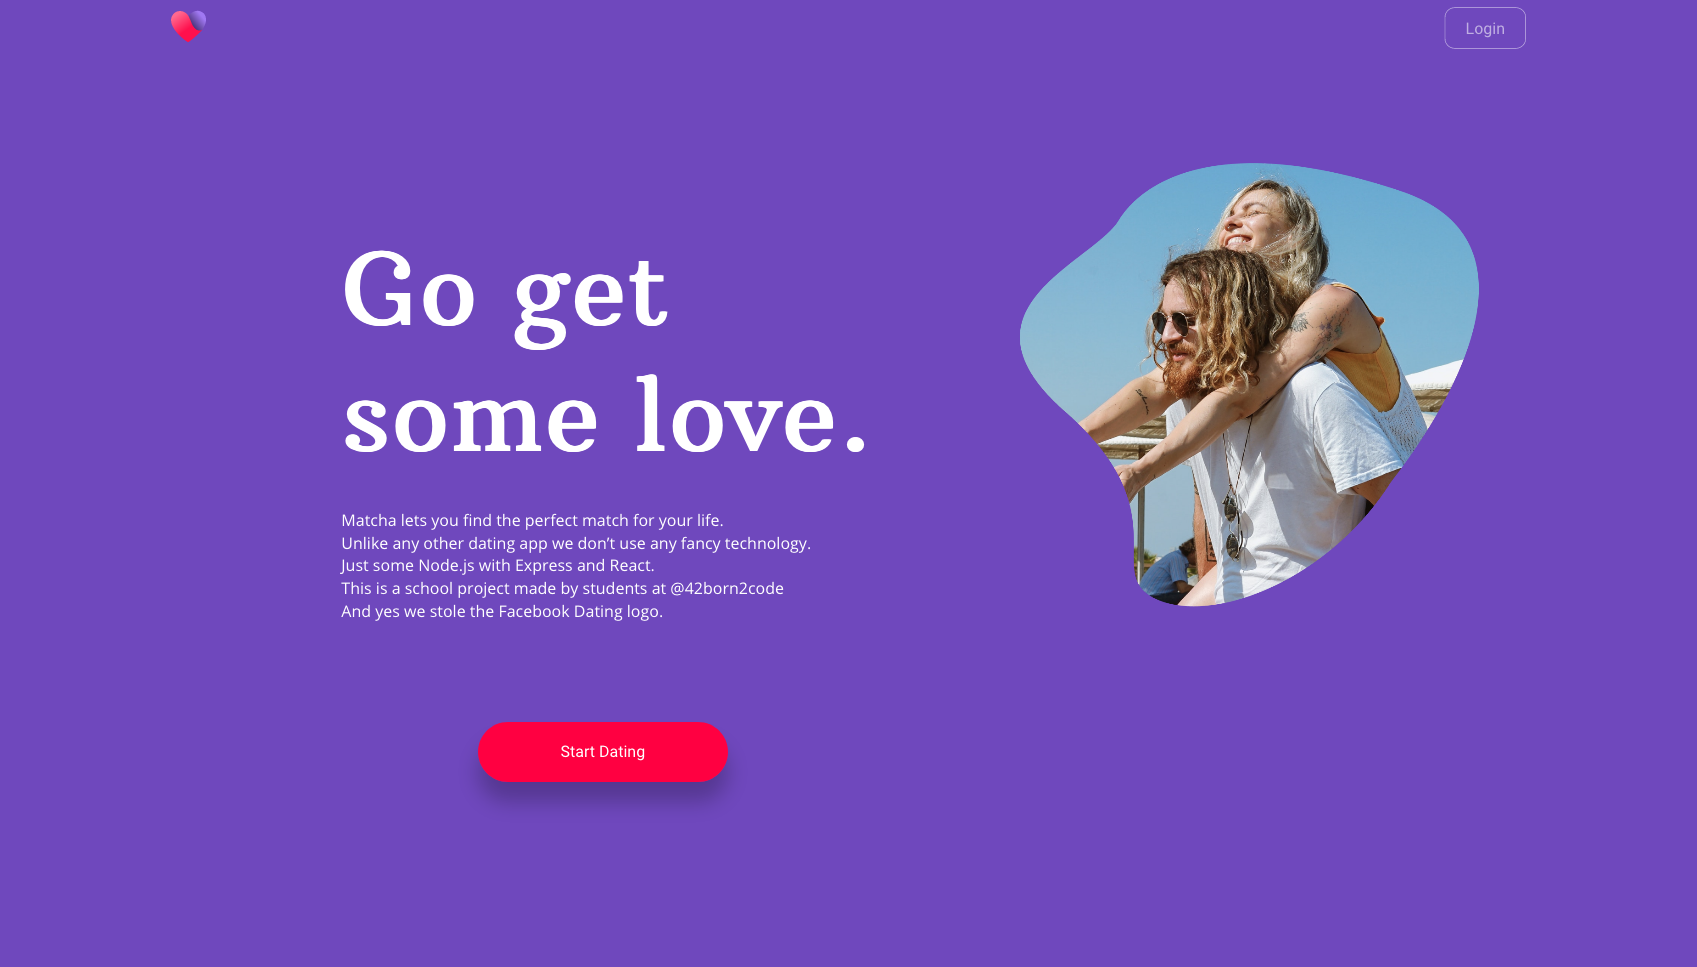 Login
Go get
some love.
Matcha lets you find the perfect match for your life.
Unlike any other dating app we don’t use any fancy technology.
Just some Node.js with Express and React.
This is a school project made by students at @42born2code
And yes we stole the Facebook Dating logo.
Start Dating